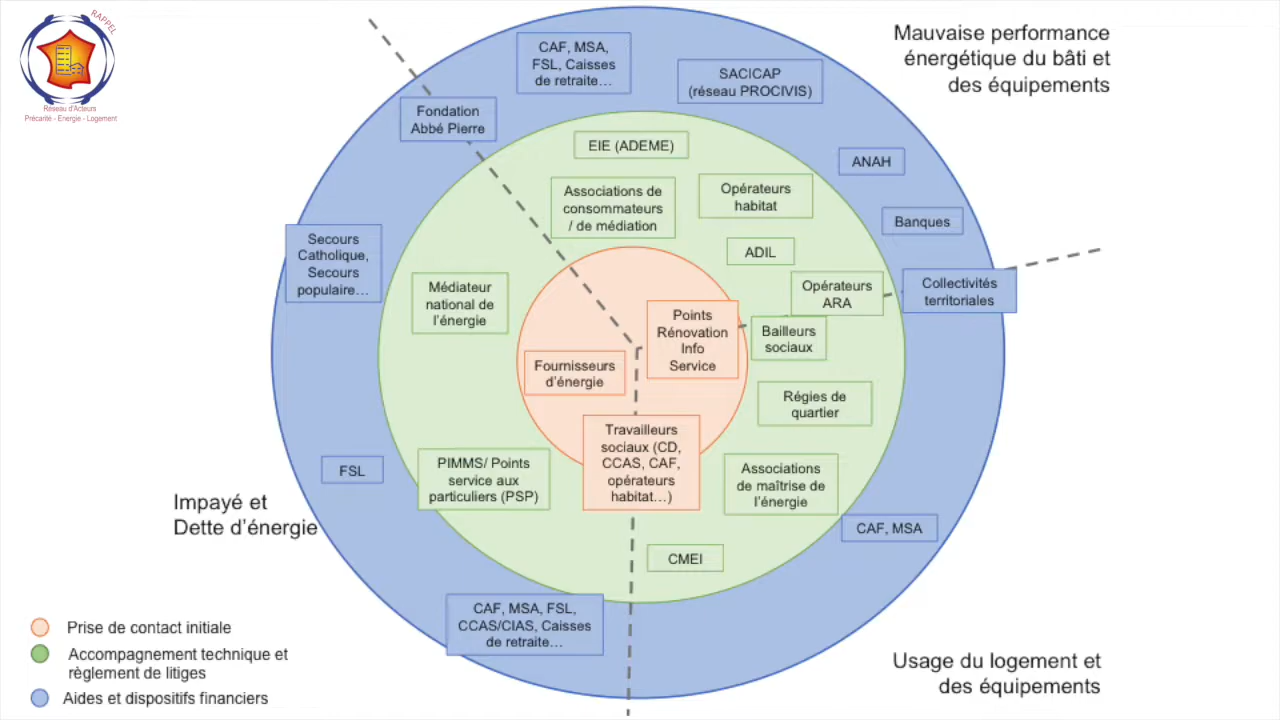 RAPPEL
Réseau d'Acteurs
Précarité - Energie - Logement
Mauvaise performance
énergétique du bâti et
des équipements
CAF, MSA,
FSL, Caisses
de retraite…
SACICAP
(réseau PROCIVIS)
Fondation
Abbé Pierre
EIE (ADEME)
ANAH
Associations de
consommateurs
/ de médiation
Opérateurs
habitat
Banques
Secours
Catholique,
Secours
populaire…
ADIL
Médiateur
national de
l'énergie
Opérateurs
ARA
Collectivités
territoriales
Points
Rénovation
Info
Service
Bailleurs
sociaux
Fournisseurs
d'énergie
Régies de
quartier
Travailleurs
sociaux (CD,
CCAS, CAF,
opérateurs
habitat…)
FSL
PIMMS/ Points
service aux
particuliers (PSP)
Associations
de maîtrise de
l'énergie
Impayé et
Dette d'énergie
CAF, MSA
CMEI
CAF, MSA, FSL,
CCAS/CIAS, Caisses
de retraite…
Prise de contact initiale
Accompagnement technique et
règlement de litiges
Aides et dispositifs financiers
Usage du logement et
des équipements